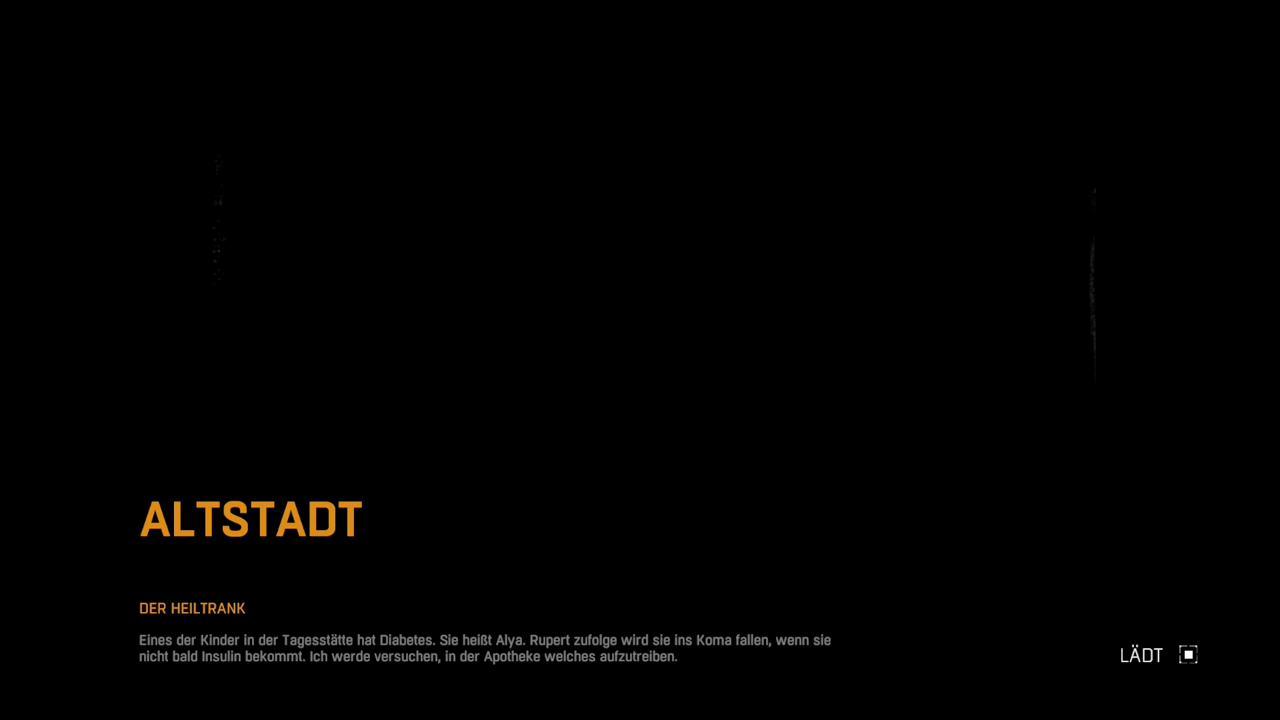 ALTSTADT
DER HEILTRANK
Eines der Kinder in der Tagesstätte hat Diabetes. Sie heißt Alya. Rupert zufolge wird sie ins Koma fallen, wenn sie
nicht bald Insulin bekommt. Ich werde versuchen, in der Apotheke welches aufzutreiben.
LÄDT